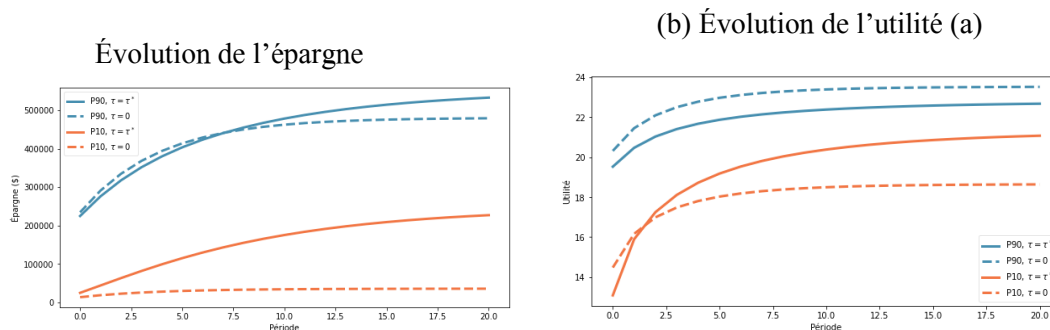 (b) Évolution de l’utilité (a)
Évolution de l’épargne
P90, τ = τ*
P90, τ = 0
P10, τ = τ*
P10, τ = 0
500000
400000
300000
200000
100000
0
Épargne ($)
0.0 2.5 5.0 7.5 10.0 12.5 15.0 17.5 20.0
Période
24
22
20
18
16
14
Utilité
P90, τ = τ
P90, τ = 0
P10, τ = τ
P10, τ = 0
0.0 2.5 5.0 7.5 10.0 12.5 15.0 17.5 20.0
Période